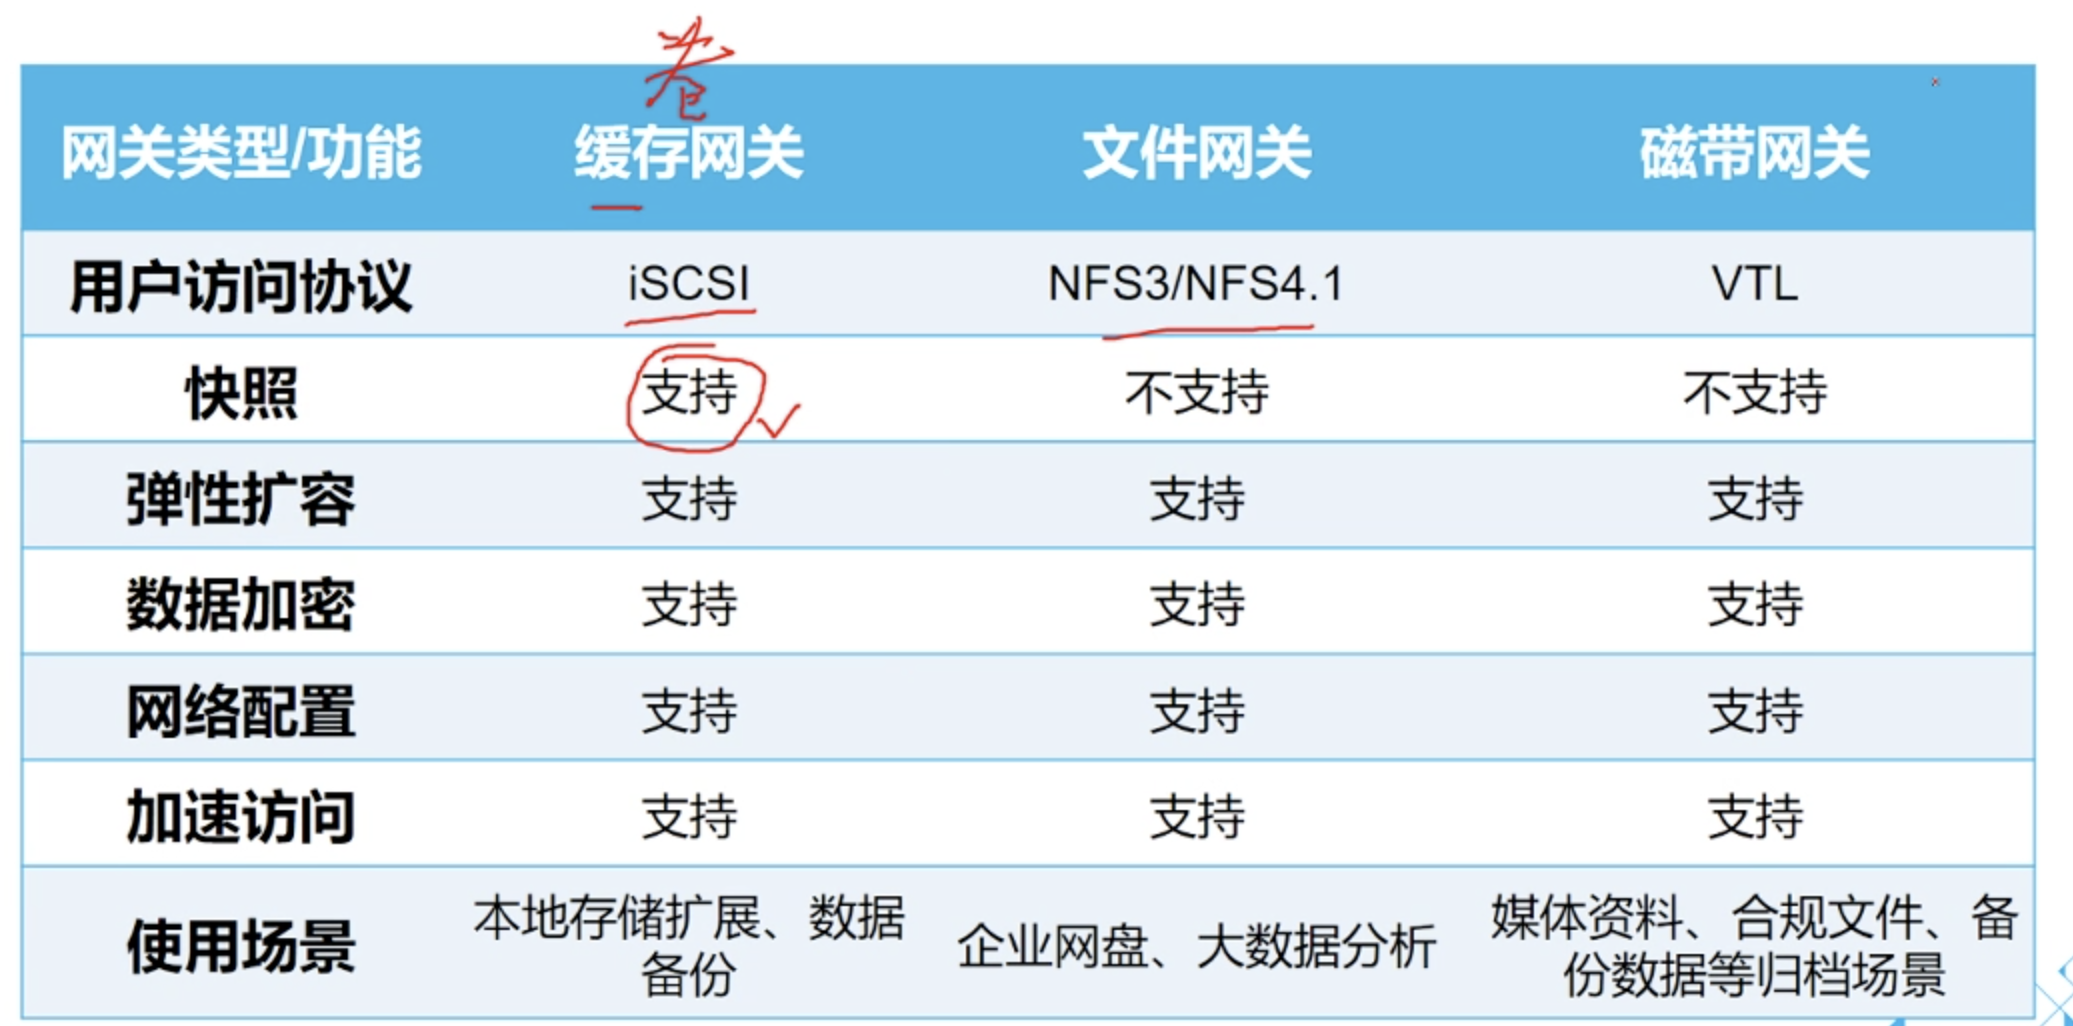 卷
网关类型/功能 缓存网关 文件网关 磁带网关
用户访问协议 iSCSI NFS3/NFS4.1 VTL
快照 支持 不支持 不支持
弹性扩容 支持 支持 支持
数据加密 支持 支持 支持
网络配置 支持 支持 支持
加速访问 支持 支持 支持
使用场景 本地存储扩展、数据 企业网盘、大数据分析 媒体资料、合规文件、备
备份 份数据等归档场景